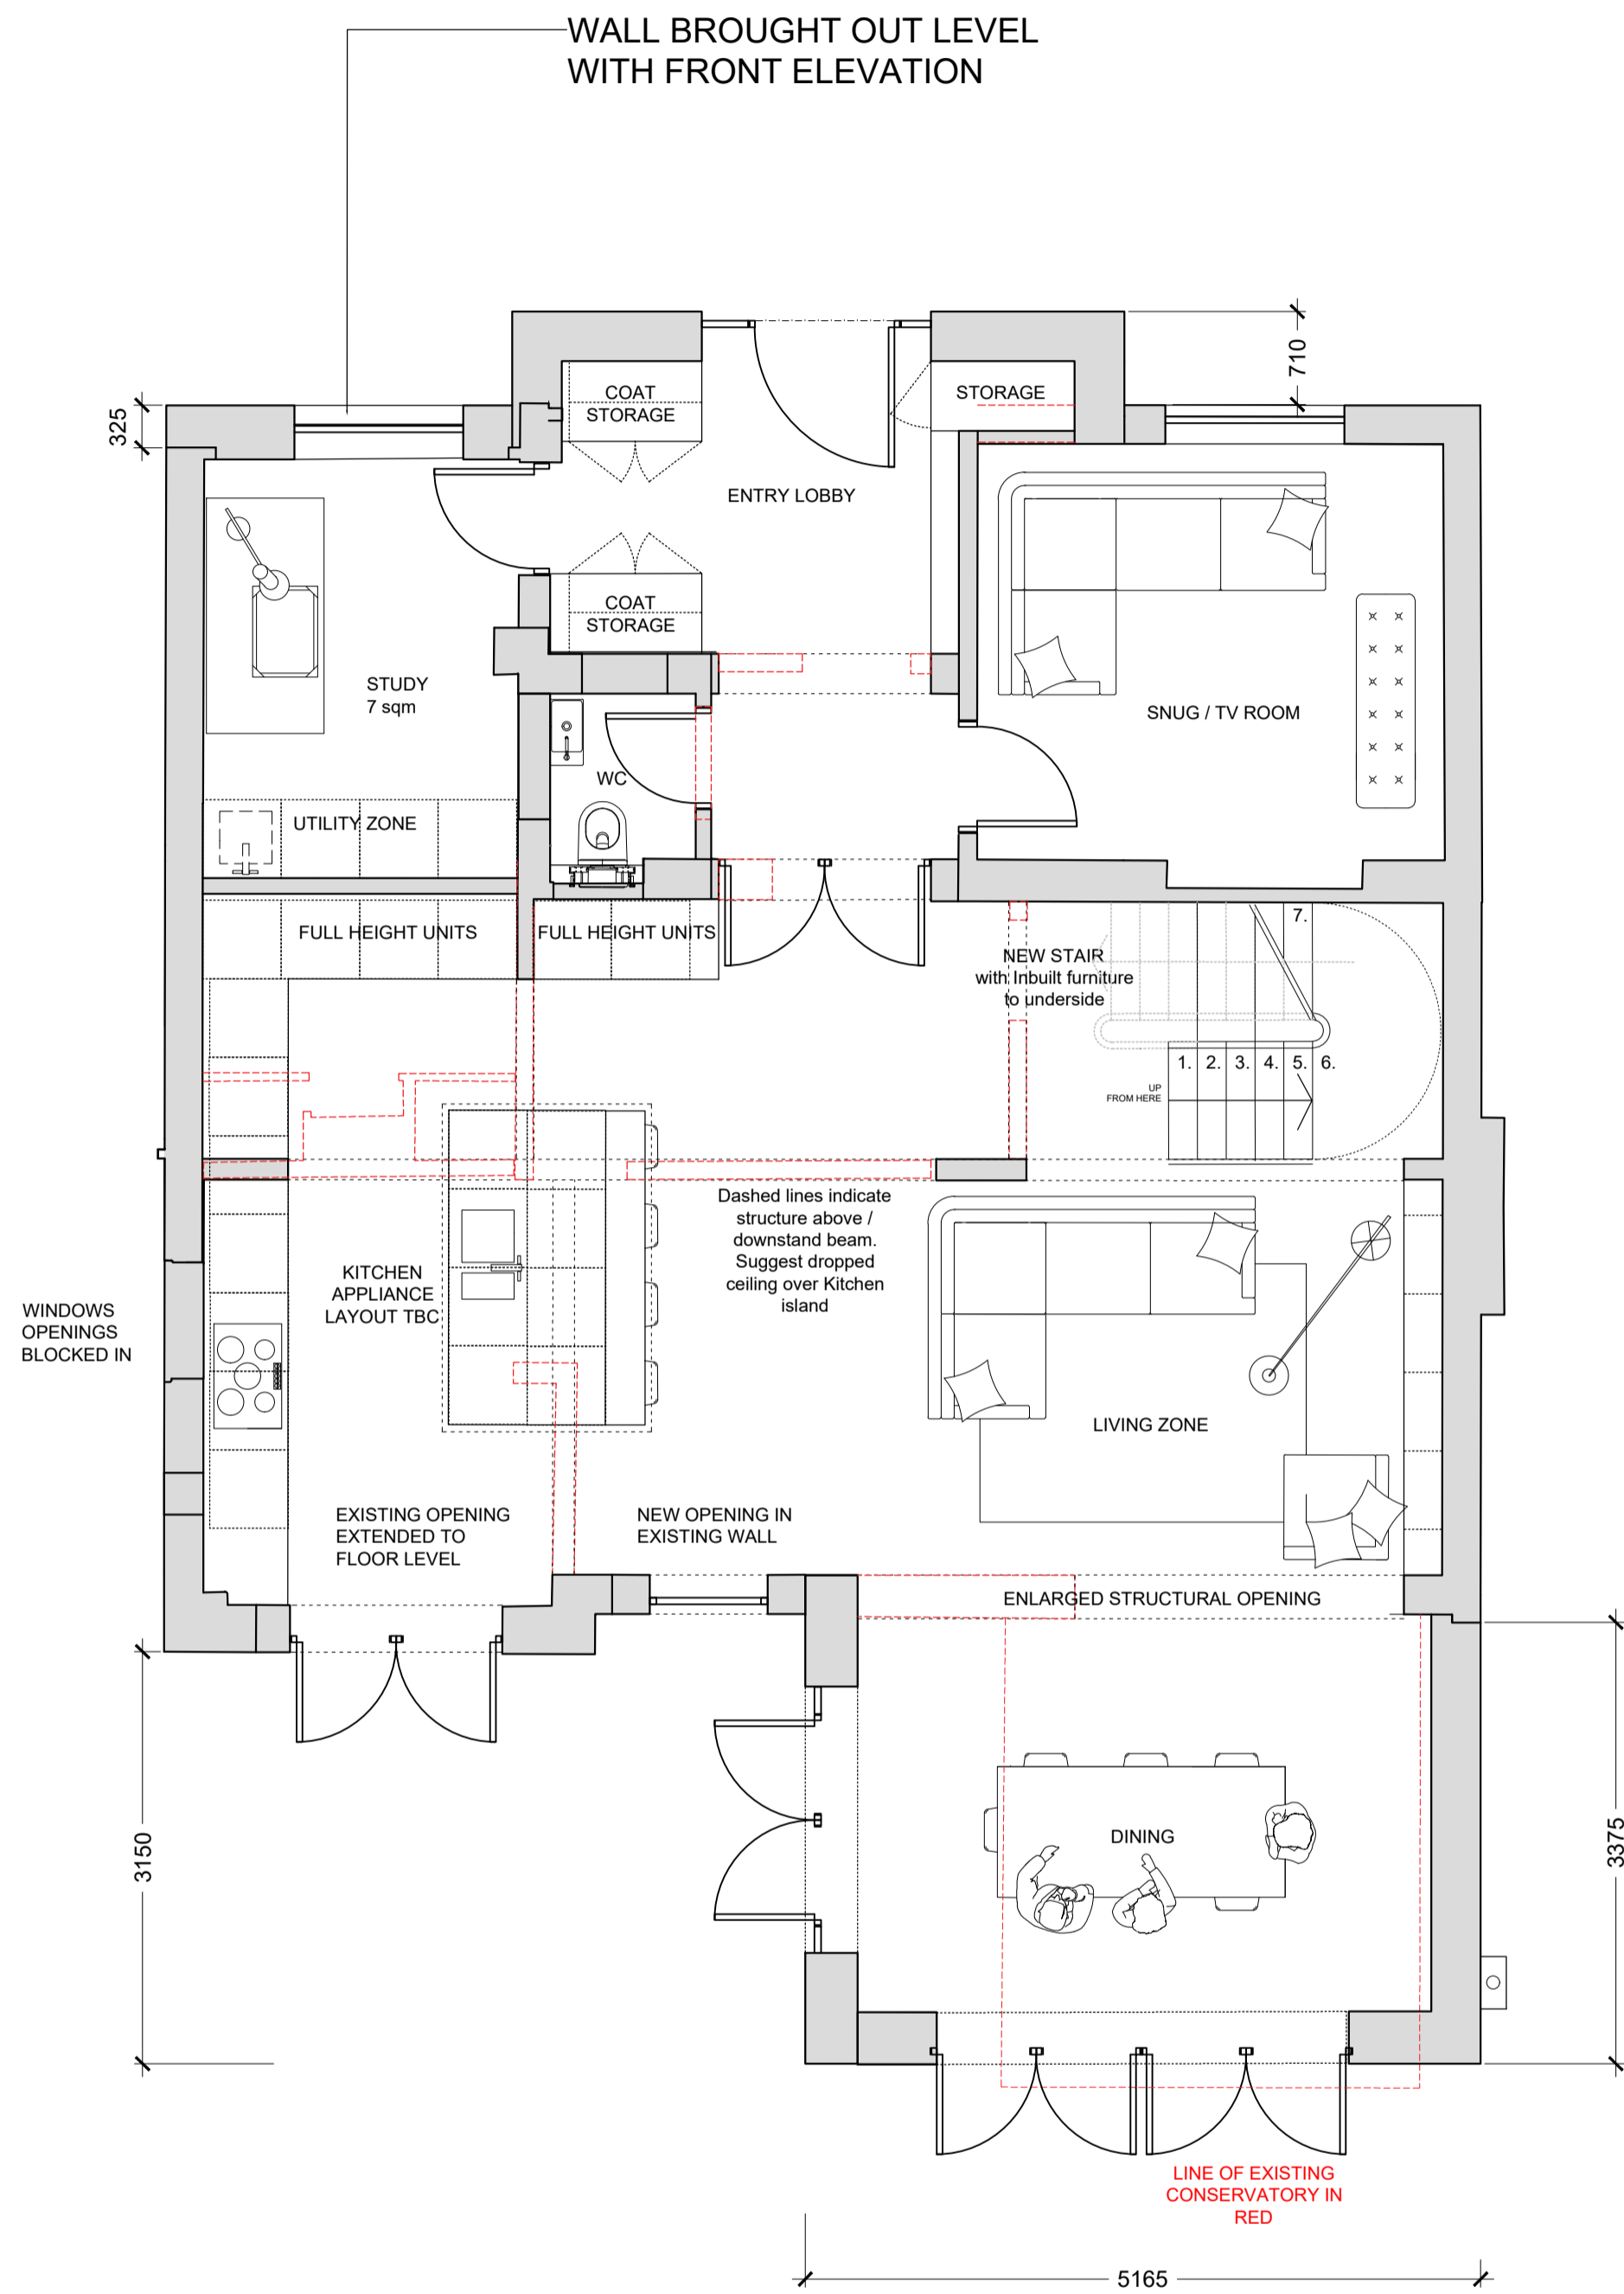 WALL BROUGHT OUT LEVEL
WITH FRONT ELEVATION
710
325
COAT
STORAGE
STORAGE
ENTRY LOBBY
COAT
STORAGE
STUDY
7 sqm
SNUG / TV ROOM
WC
UTILITY ZONE
FULL HEIGHT UNITS
FULL HEIGHT UNITS
7.
NEW STAIR
with Inbuilt furniture
to underside
1. 2. 3. 4. 5. 6.
UP
FROM HERE
Dashed lines indicate
structure above /
downstand beam.
Suggest dropped
ceiling over Kitchen
island
KITCHEN
APPLIANCE
LAYOUT TBC
WINDOWS
OPENINGS
BLOCKED IN
LIVING ZONE
EXISTING OPENING
EXTENDED TO
FLOOR LEVEL
NEW OPENING IN
EXISTING WALL
ENLARGED STRUCTURAL OPENING
3150
DINING
3375
LINE OF EXISTING
CONSERVATORY IN
RED
5165